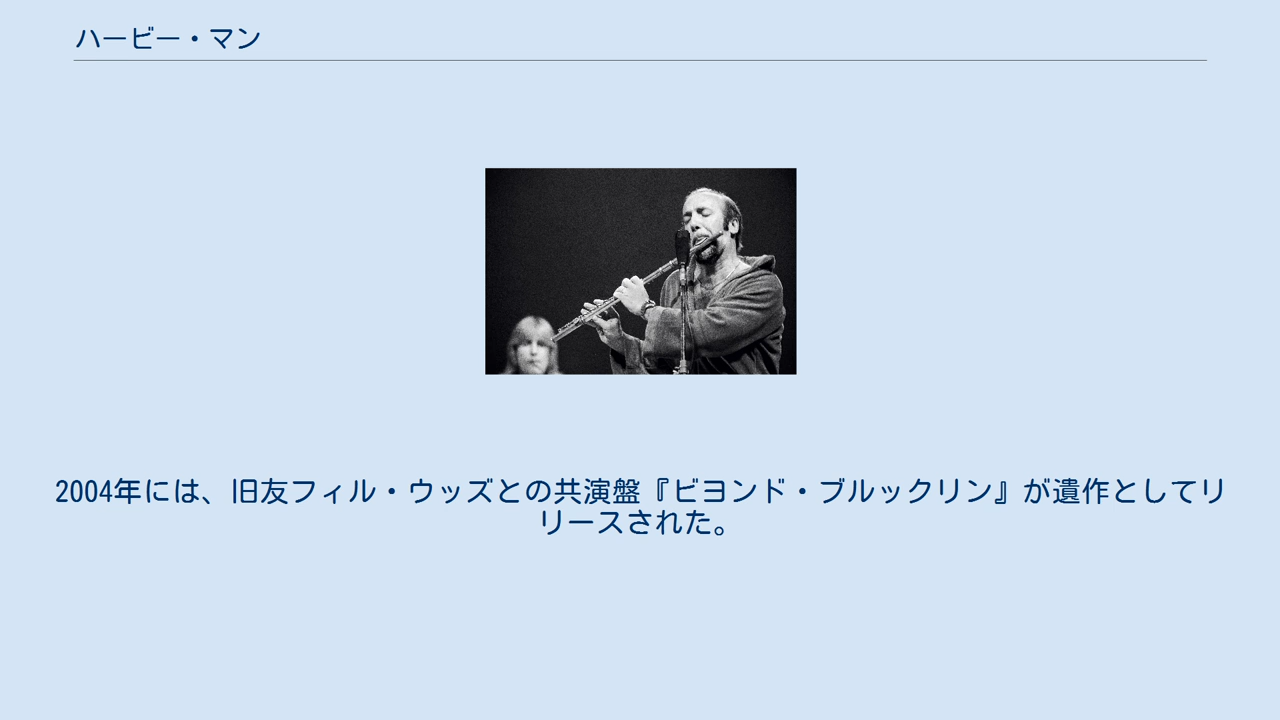 ハービー・マン
2004年には、旧友フィル・ウッズとの共演盤『ビヨンド・ブルックリン』が遺作としてリ
リースされた。